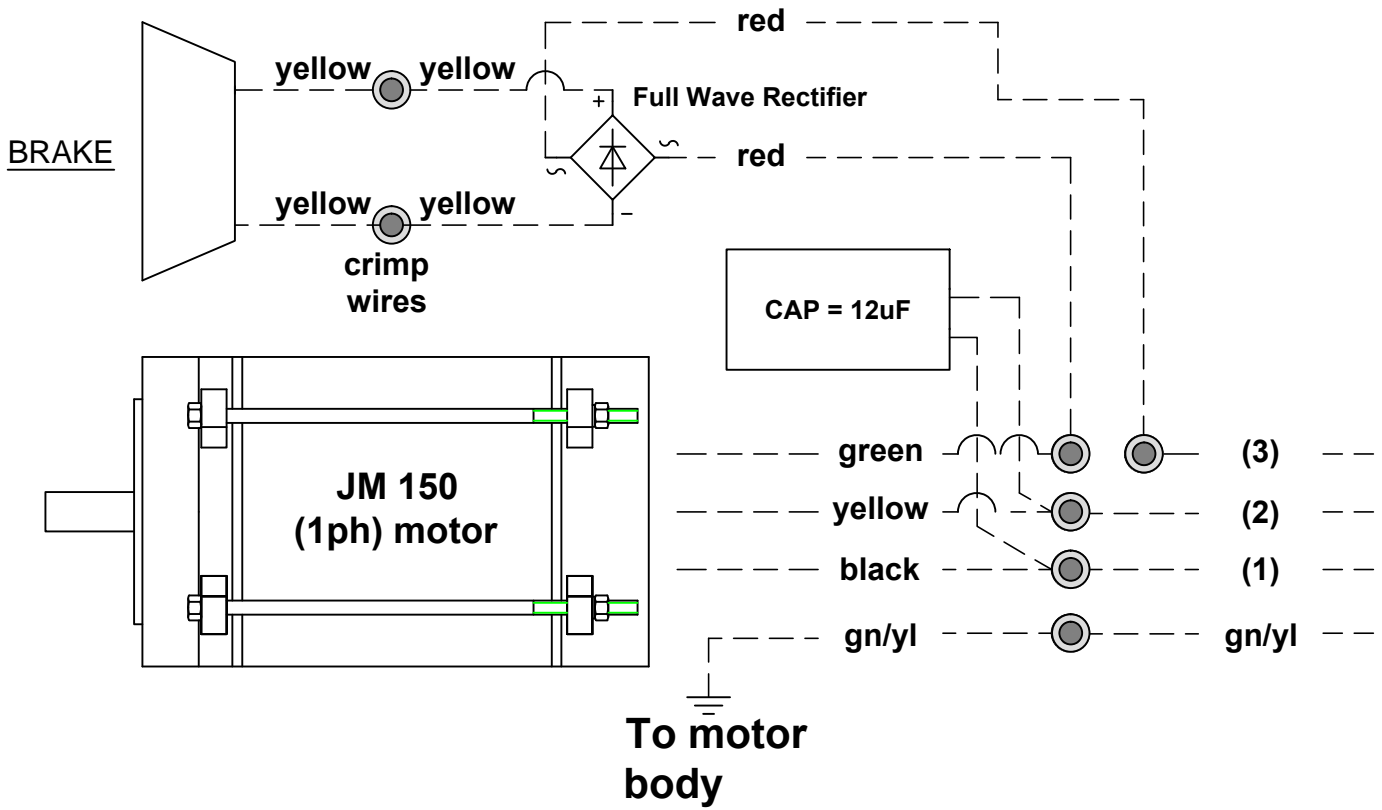 red
yellow yellow
Full Wave Rectifier
+
BRAKE
red
yellow yellow
−
crimp
wires
CAP = 12uF
green (3)
JM 150
(1ph) motor
yellow (2)
black (1)
gn/yl gn/yl
To motor
body